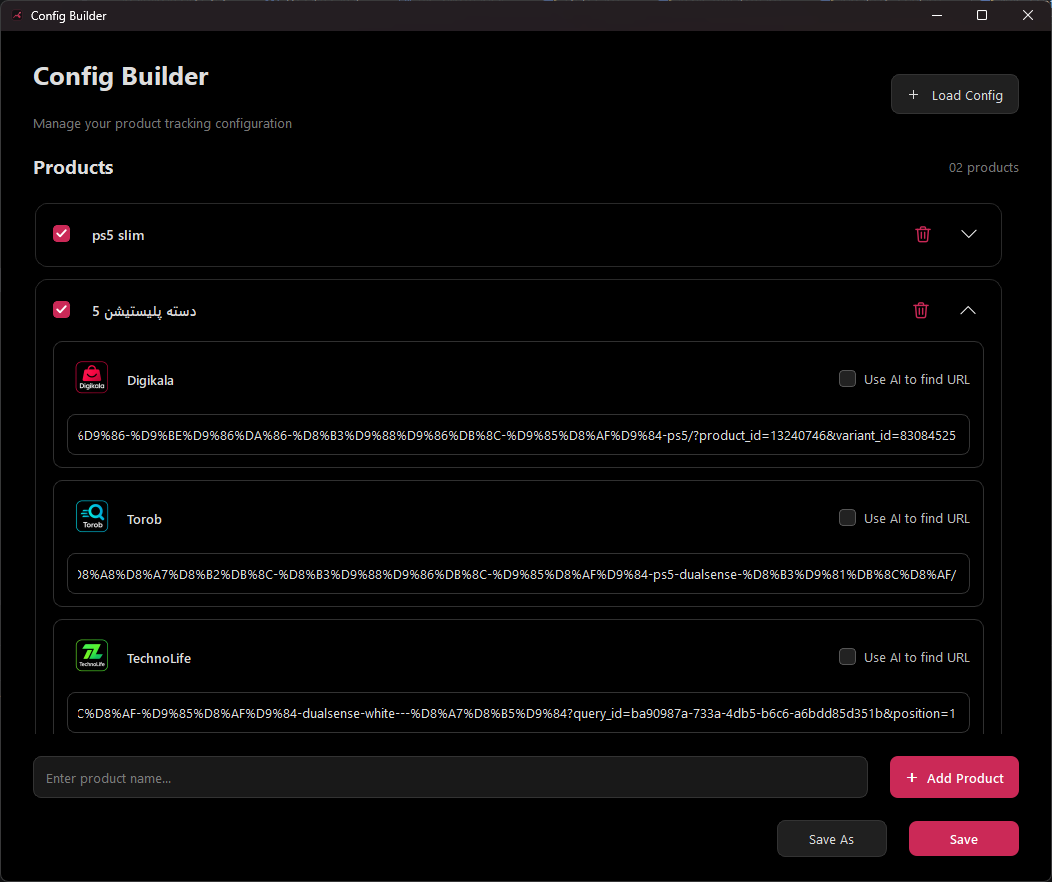 Config Builder
Config Builder
Load Config
Manage your product tracking configuration
Products
02 products
ps5 slim
دسته پلیستیشن 5
Digikala
Digikala
Use AI to find URL
%D9%86-%D9%BE%D9%86%DA%86-%D8%B3%D9%88%D9%86%DB%8C-%D9%85%D8%AF%D9%84-ps5/?product_id=13240746&variant_id=83084525
Torob
Torob
Use AI to find URL
D8%A8%D8%A7%D8%B2%DB%8C-%D8%B3%D9%88%D9%86%DB%8C-%D9%85%D8%AF%D9%84-ps5-dualsense-%D8%B3%D9%81%DB%8C%D8%AF/
TechnoLife
TechnoLife
Use AI to find URL
C%D8%AF-%D9%85%D8%AF%D9%84-dualsense-white---%D8%A7%D8%B5%D9%84?query_id=ba90987a-733a-4db5-b6c6-a6bdd85d351b&position=1
Enter product name...
+ Add Product
Save As
Save